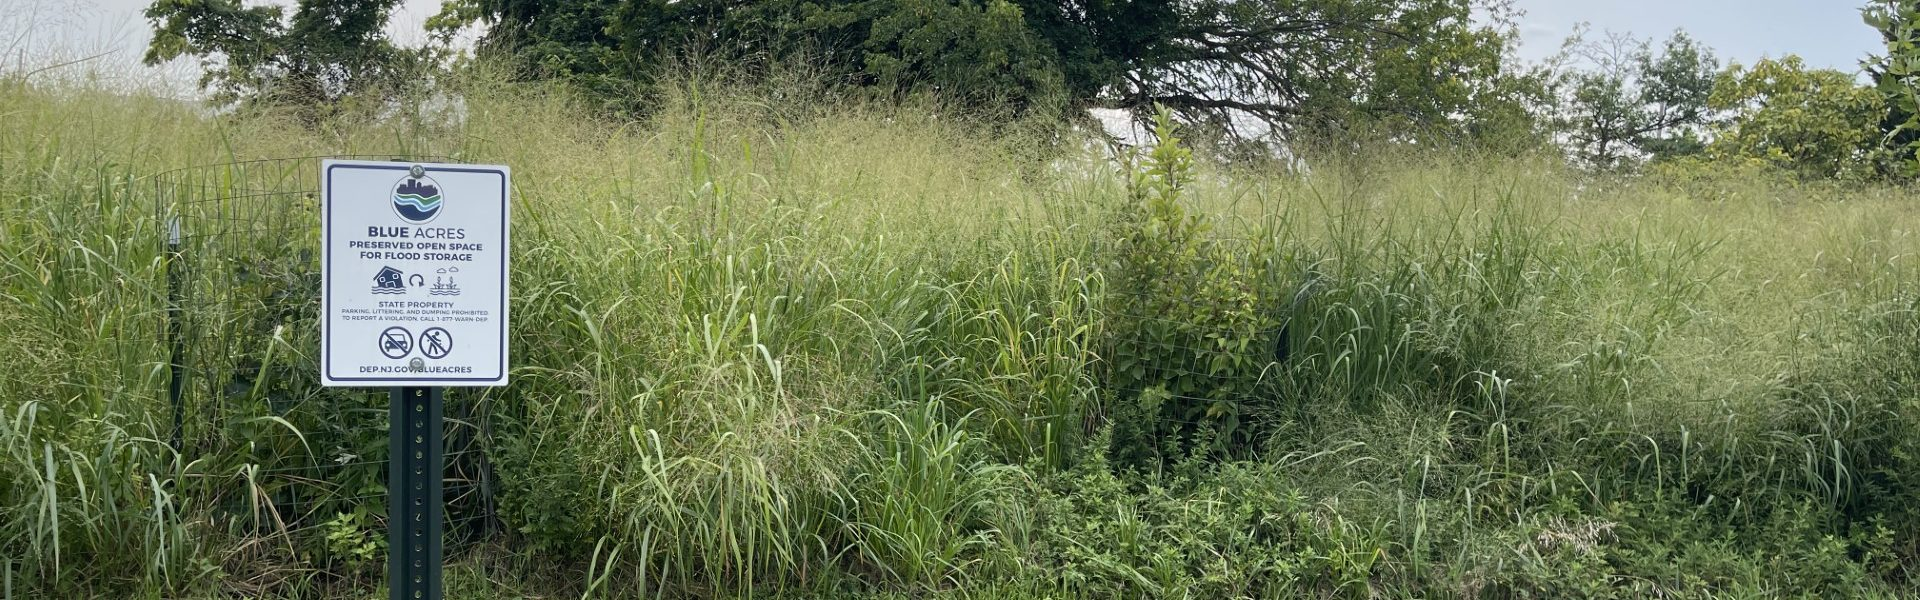 BLUE ACRES
PRESERVED OPEN SPACE
FOR FLOOD STORAGE
STATE PROPERTY
PARKING, LITTERING, AND DUMPING PROHIBITED.
TO REPORT A VIOLATION, CALL 1-877-WARN-DEP.
DEP.NJ.GOV/BLUEACRES